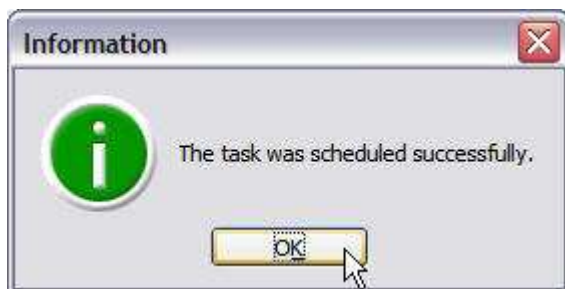 Information
The task was scheduled successfully.
OK